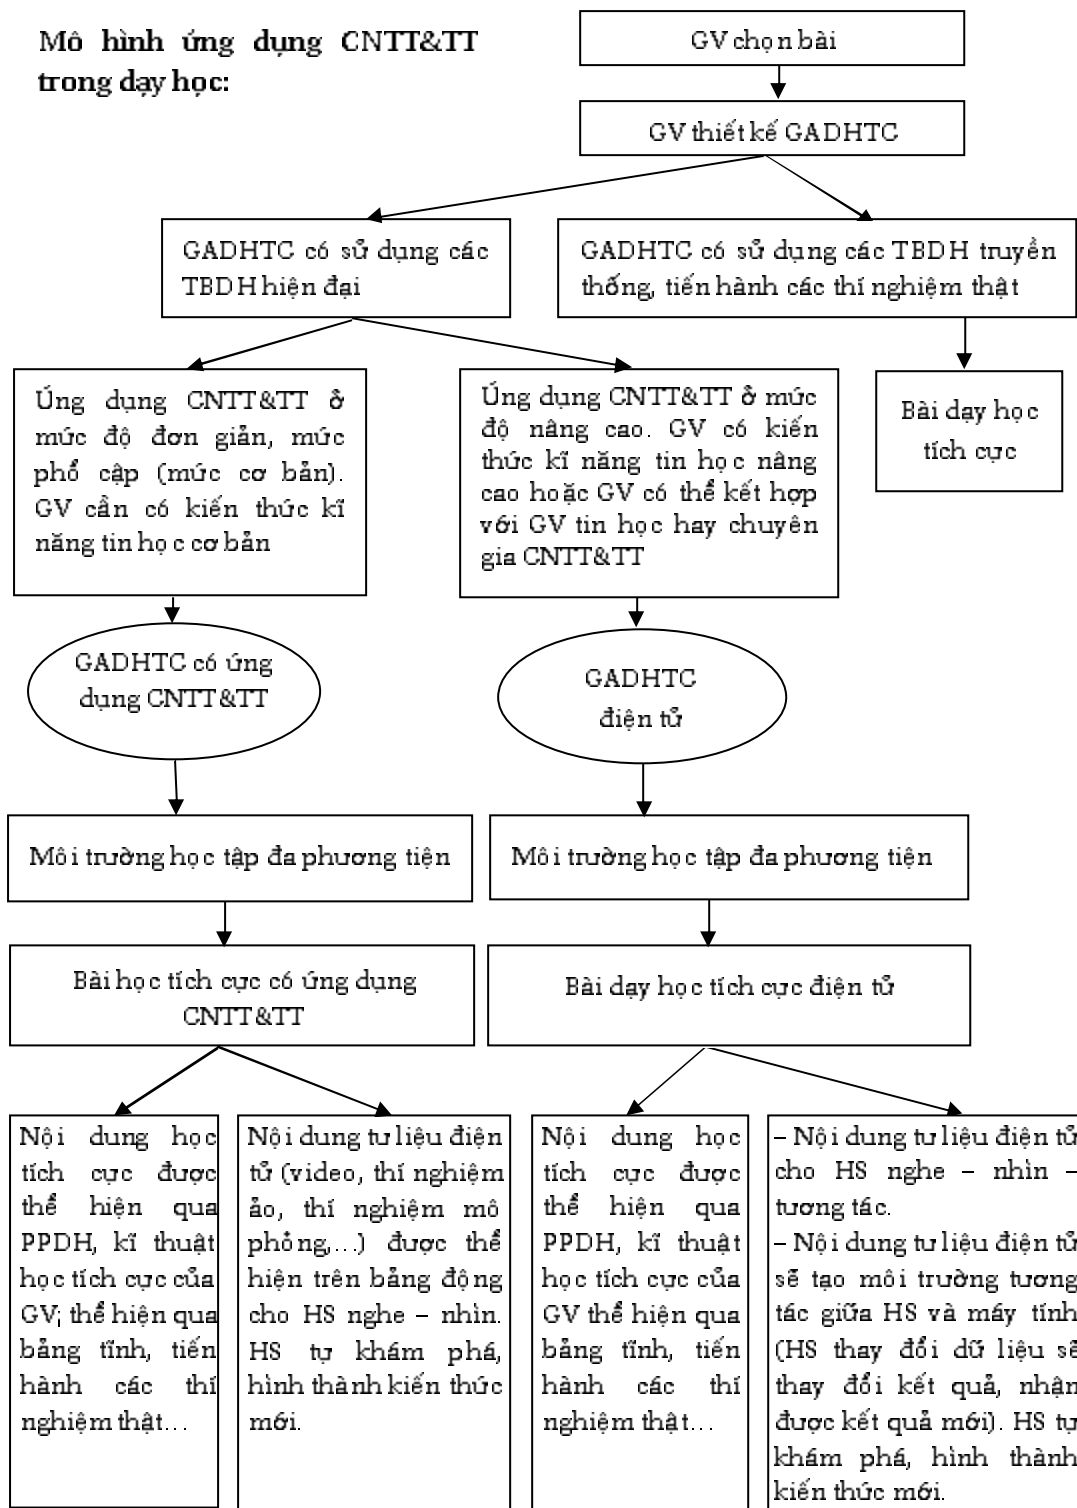 Mô hình ứng dụng CNTT&TT
trong dạy học:
GV chọn bài
GV thiết kế GADHTC
GADHTC có sử dụng các
TBDH hiện đại
GADHTC có sử dụng các TBDH truyền
thống, tiến hành các thí nghiệm thật
Ứng dụng CNTT&TT ở
mức độ đơn giản, mức
phổ cập (mức cơ bản).
GV cần có kiến thức kĩ
năng tin học cơ bản
Ứng dụng CNTT&TT ở mức
độ nâng cao. GV có kiến
thức kĩ năng tin học nâng
cao hoặc GV có thể kết hợp
với GV tin học hay chuyên
gia CNTT&TT
Bài dạy học
tích cực
GADHTC có ứng
dụng CNTT&TT
GADHTC
điện tử
Môi trường học tập đa phương tiện
Môi trường học tập đa phương tiện
Bài học tích cực có ứng dụng
CNTT&TT
Bài dạy học tích cực điện tử
Nội dung học
tích cực được
thể hiện qua
PPDH, kĩ thuật
học tích cực của
GV; thể hiện qua
bảng tĩnh, tiến
hành các thí
nghiệm thật...
Nội dung tư liệu điện
tử (video, thí nghiệm
ảo, thí nghiệm mô
phỏng,...) được thể
hiện trên bảng động
cho HS nghe – nhìn.
HS tự khám phá,
hình thành kiến thức
mới.
Nội dung học
tích cực được
thể hiện qua
PPDH, kĩ thuật
học tích cực của
GV thể hiện qua
bảng tĩnh, tiến
hành các thí
nghiệm thật...
– Nội dung tư liệu điện tử
cho HS nghe – nhìn –
tương tác.
– Nội dung tư liệu điện tử
sẽ tạo môi trường tương
tác giữa HS và máy tính
(HS thay đổi dữ liệu sẽ
thay đổi kết quả, nhận
được kết quả mới). HS tự
khám phá, hình thành
kiến thức mới.